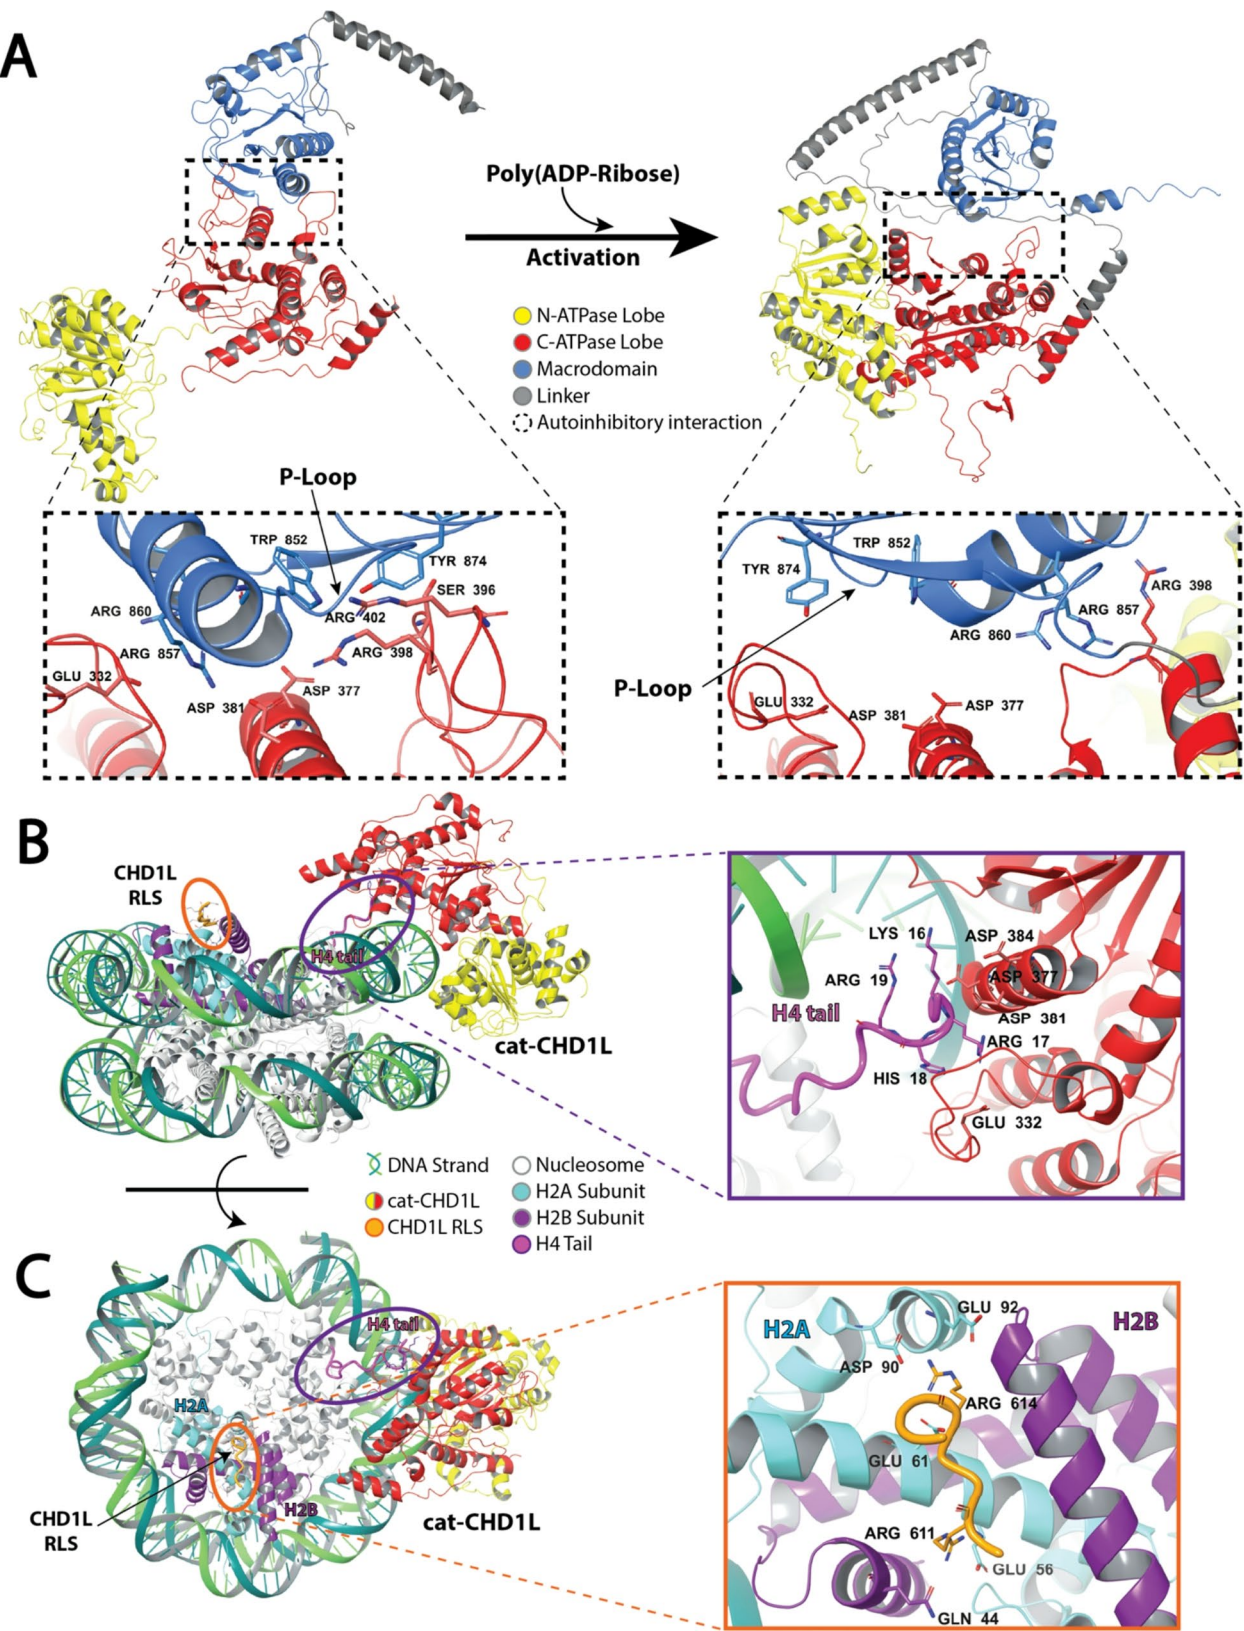 A
Poly(ADP-Ribose)
Activation
N-ATPase Lobe
C-ATPase Lobe
Macrodomain
Linker
Autoinhibitory interaction
P-Loop
TRP 852
TYR 874
SER 396
ARG 860
ARG 402
ARG 857
ARG 398
GLU 332
ASP 377
ASP 381
TRP 852
TYR 874
ARG 398
ARG 857
ARG 860
P-Loop
GLU 332
ASP 381
ASP 377
B
CHD1L
RLS
H4 tail
cat-CHD1L
LYS 16
ASP 384
ARG 19
ASP 377
H4 tail
ASP 381
ARG 17
HIS 18
GLU 332
DNA Strand
cat-CHD1L
CHD1L RLS
Nucleosome
H2A Subunit
H2B Subunit
H4 Tail
C
H4 tail
H2A
H2B
CHD1L
RLS
cat-CHD1L
H2A
GLU 92
H2B
ASP 90
ARG 614
GLU 61
ARG 611
GLU 56
GLN 44